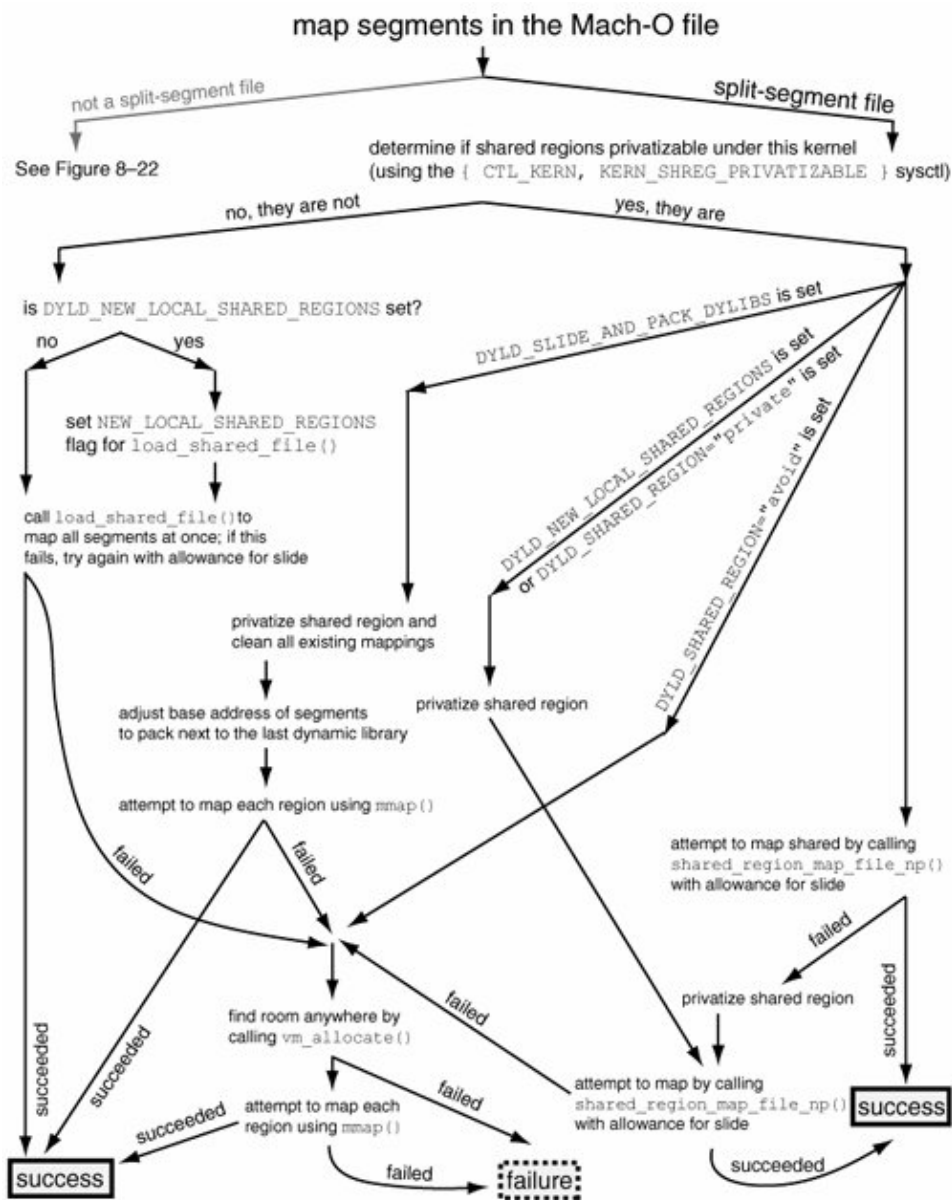 map segments in the Mach-O file
not a split-segment file
split-segment file
See Figure 8–22
determine if shared regions privatizable under this kernel
(using the { CTL_KERN, KERN_SHREG_PRIVATIZABLE } sysctl)
no, they are not
yes, they are
is DYLD_NEW_LOCAL_SHARED_REGIONS set?
no
yes
set NEW_LOCAL_SHARED_REGIONS
flag for load_shared_file()
call load_shared_file()to
map all segments at once; if this
fails, try again with allowance for slide
DYLD_SLIDE_AND_PACK_DYLIBS is set
DYLD_NEW_LOCAL_SHARED_REGIONS is set
or DYLD_SHARED_REGION="private" is set
DYLD_SHARED_REGION="avoid" is set
privatize shared region and
clean all existing mappings
adjust base address of segments
to pack next to the last dynamic library
attempt to map each region using mmap()
privatize shared region
attempt to map shared by calling
shared_region_map_file_np()
with allowance for slide
failed
failed
failed
succeeded
privatize shared region
find room anywhere by
calling vm_allocate()
failed
succeeded
succeeded
attempt to map each
region using mmap()
failed
attempt to map by calling
shared_region_map_file_np()
with allowance for slide
success
succeeded
success
failed
failure
succeeded